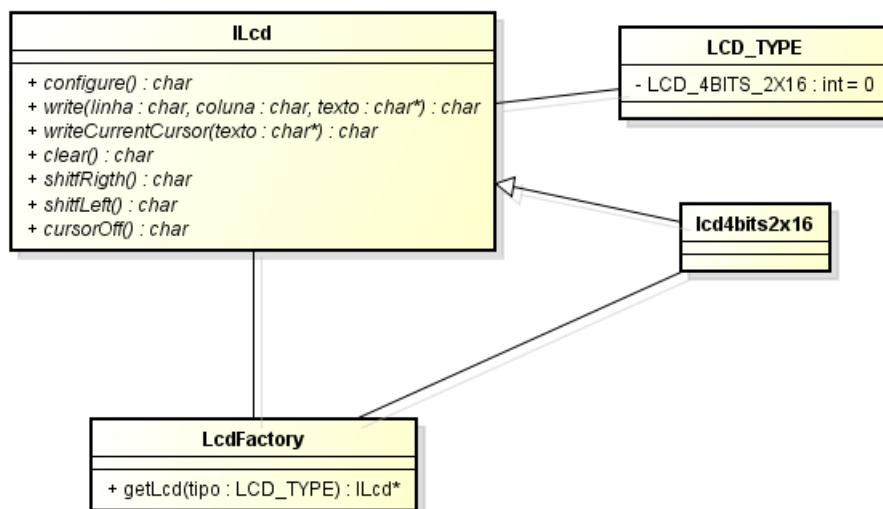 ILcd
+ configure() : char
+ write(linha : char, coluna : char, texto : char*) : char
+ writeCurrentCursor(texto : char*) : char
+ clear() : char
+ shitfRigth() : char
+ shitfLeft() : char
+ cursorOff() : char
LCD_TYPE
- LCD_4BITS_2X16 : int = 0
lcd4bits2x16
LcdFactory
+ getLcd(tipo : LCD_TYPE) : ILcd*